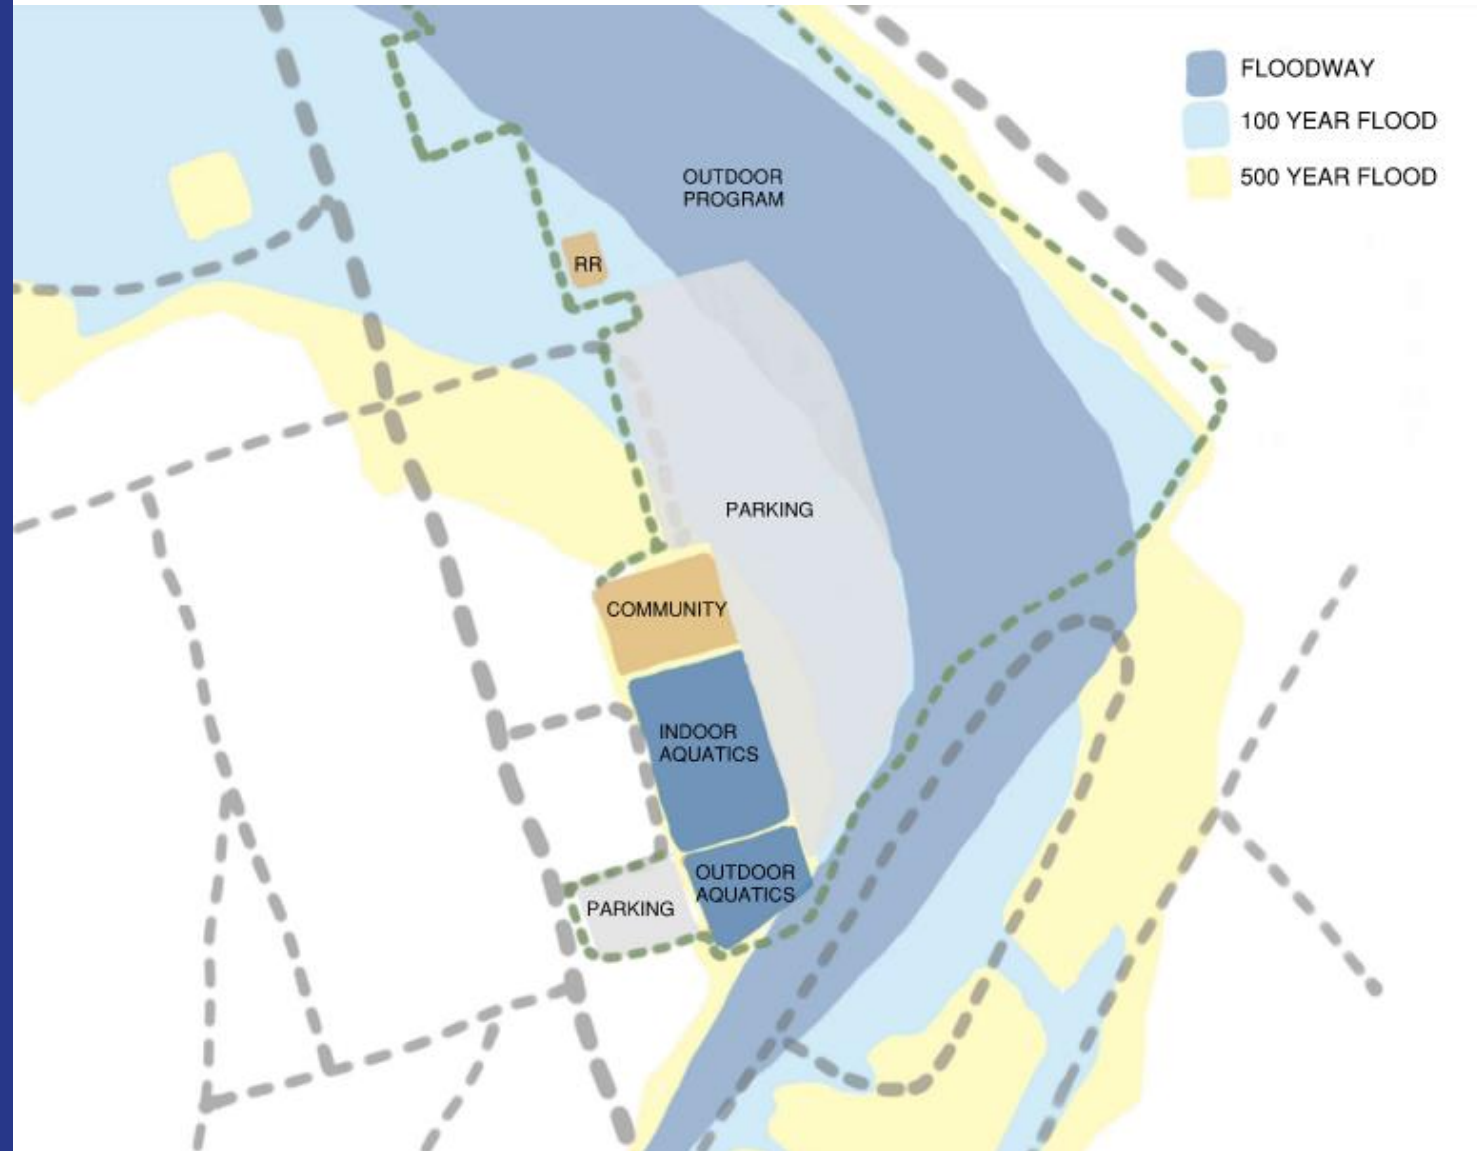 FLOODWAY
100 YEAR FLOOD
500 YEAR FLOOD
OUTDOOR
PROGRAM
RR
PARKING
COMMUNITY
INDOOR
AQUATICS
OUTDOOR
AQUATICS
PARKING